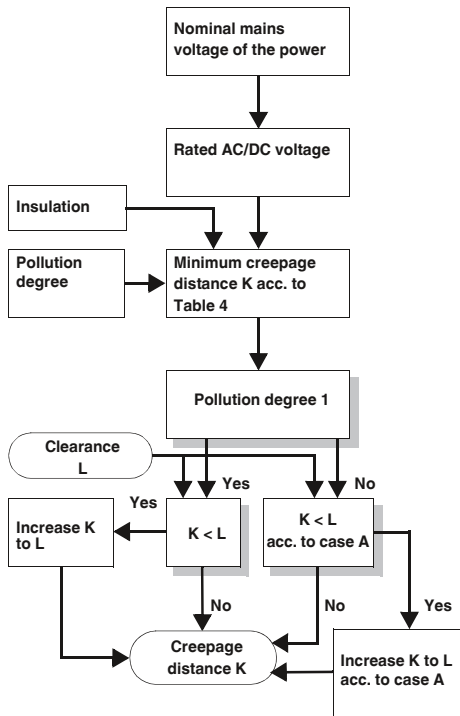 Nominal mains
voltage of the power
Rated AC/DC voltage
Insulation
Pollution
degree
Minimum creepage
distance K acc. to
Table 4
Pollution degree 1
Clearance
L
Yes
No
Yes
Increase K
to L
K < L
K < L
acc. to case A
No
No
Yes
Creepage
distance K
Increase K to L
acc. to case A